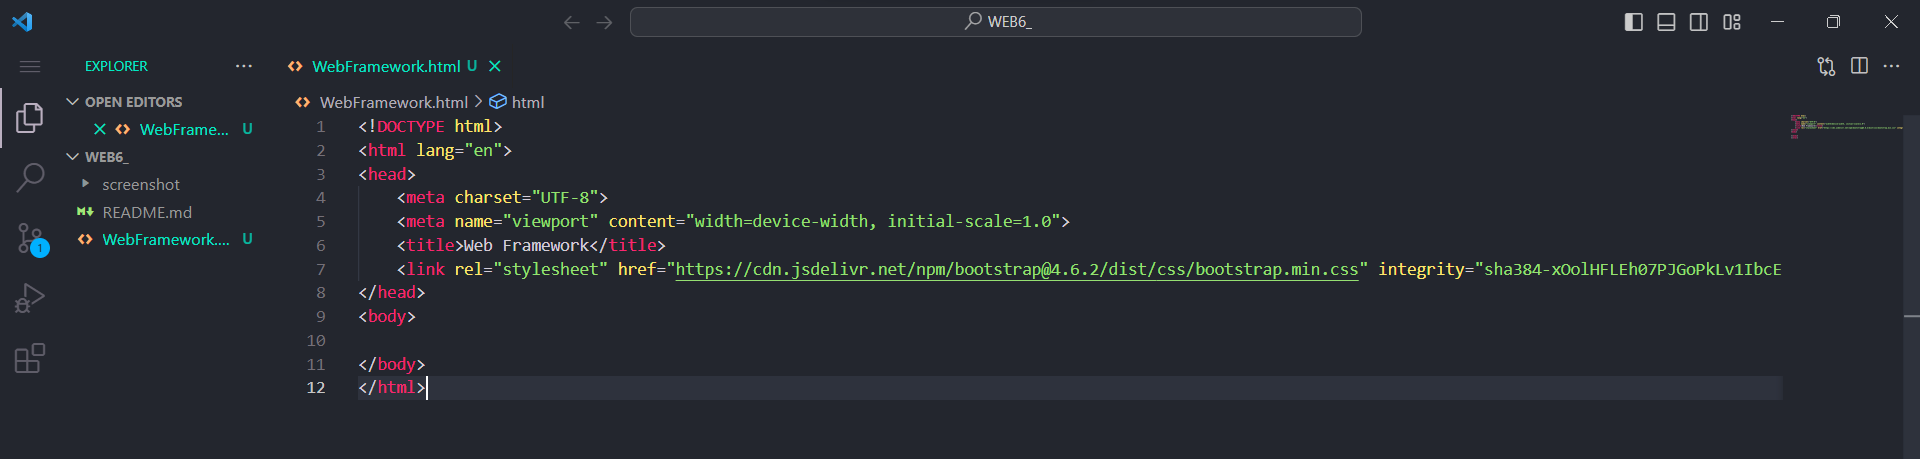 WEB6_
EXPLORER
WebFramework.html U
OPEN EDITORS
WebFrame... U
WEB6_
screenshot
README.md
WebFramework.... U
1
WebFramework.html > html
1 <!DOCTYPE html>
2 <html lang="en">
3 <head>
4 <meta charset="UTF-8">
5 <meta name="viewport" content="width=device-width, initial-scale=1.0">
6 <title>Web Framework</title>
7 <link rel="stylesheet" href="https://cdn.jsdelivr.net/npm/bootstrap@4.6.2/dist/css/bootstrap.min.css" integrity="sha384-xOolHFLEh07PJGoPkLv1IbcE
8 </head>
9 <body>
10
11 </body>
12 </html>